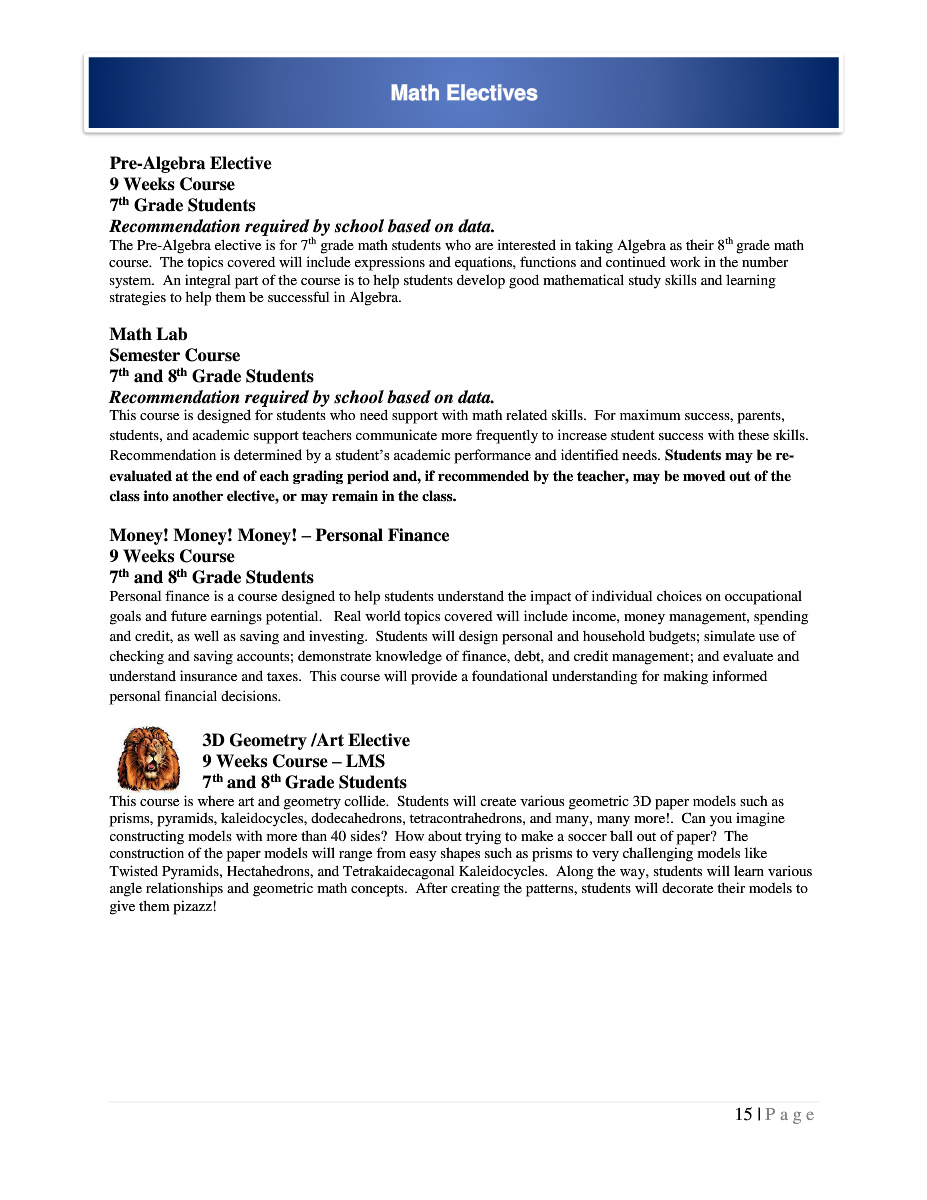 Math Electives
Pre-Algebra Elective
9 Weeks Course
7th Grade Students
Recommendation required by school based on data.
The Pre-Algebra elective is for 7th grade math students who are interested in taking Algebra as their 8th grade math
course.  The topics covered will include expressions and equations, functions and continued work in the number
system.  An integral part of the course is to help students develop good mathematical study skills and learning
strategies to help them be successful in Algebra.
Math Lab
Semester Course
7th and 8th Grade Students
Recommendation required by school based on data.
This course is designed for students who need support with math related skills.  For maximum success, parents,
students, and academic support teachers communicate more frequently to increase student success with these skills.
Recommendation is determined by a student’s academic performance and identified needs. Students may be re-
evaluated at the end of each grading period and, if recommended by the teacher, may be moved out of the
class into another elective, or may remain in the class.
Money! Money! Money! – Personal Finance
9 Weeks Course
7th and 8th Grade Students
Personal finance is a course designed to help students understand the impact of individual choices on occupational
goals and future earnings potential.   Real world topics covered will include income, money management, spending
and credit, as well as saving and investing.  Students will design personal and household budgets; simulate use of
checking and saving accounts; demonstrate knowledge of finance, debt, and credit management; and evaluate and
understand insurance and taxes.  This course will provide a foundational understanding for making informed
personal financial decisions.
3D Geometry /Art Elective
9 Weeks Course – LMS
7th and 8th Grade Students
This course is where art and geometry collide.  Students will create various geometric 3D paper models such as
prisms, pyramids, kaleidocycles, dodecahedrons, tetracontrahedrons, and many, many more!.  Can you imagine
constructing models with more than 40 sides?  How about trying to make a soccer ball out of paper?  The
construction of the paper models will range from easy shapes such as prisms to very challenging models like
Twisted Pyramids, Hectahedrons, and Tetrakaidecagonal Kaleidocycles.  Along the way, students will learn various
angle relationships and geometric math concepts.  After creating the patterns, students will decorate their models to
give them pizazz!
15 | Page